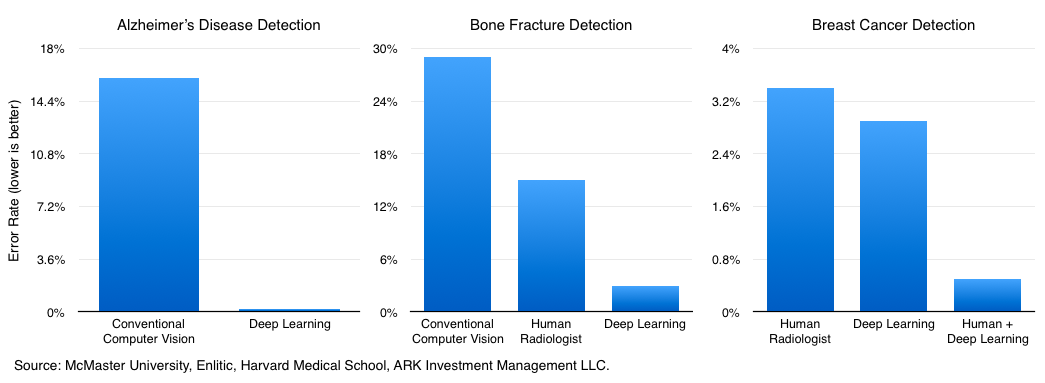 Alzheimer’s Disease Detection
Bone Fracture Detection
Breast Cancer Detection
Error Rate (lower is better)
18%
14.4%
10.8%
7.2%
3.6%
0%
Conventional
Computer Vision
Deep Learning
30%
24%
18%
12%
6%
0%
Conventional
Computer Vision
Human
Radiologist
Deep Learning
4%
3.2%
2.4%
1.6%
0.8%
0%
Human
Radiologist
Deep Learning
Human +
Deep Learning
Source: McMaster University, Enlitic, Harvard Medical School, ARK Investment Management LLC.